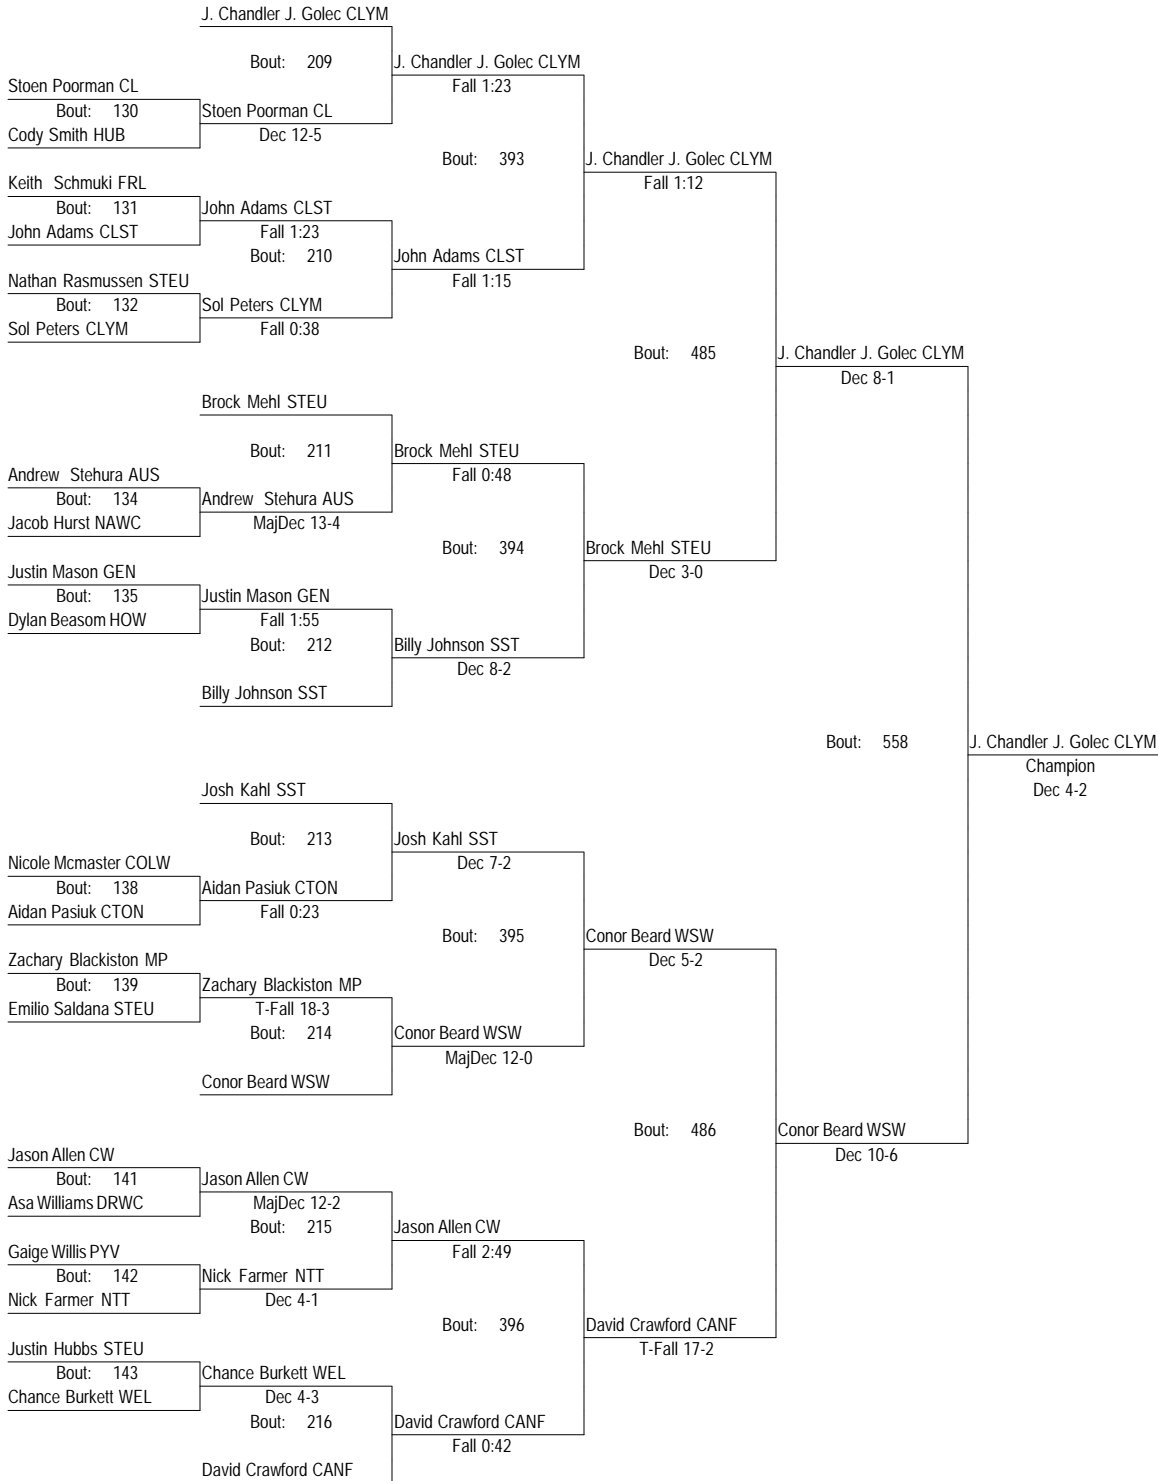 J. Chandler J. Golec CLYM
Bout: 209
J. Chandler J. Golec CLYM
Fall 1:23
Stoen Poorman CL
Bout: 130
Stoen Poorman CL
Cody Smith HUB
Dec 12-5
Bout: 393
J. Chandler J. Golec CLYM
Fall 1:12
Keith Schmuki FRL
Bout: 131
John Adams CLST
John Adams CLST
Fall 1:23
Bout: 210
John Adams CLST
Fall 1:15
Nathan Rasmussen STEU
Bout: 132
Sol Peters CLYM
Sol Peters CLYM
Fall 0:38
Bout: 485
J. Chandler J. Golec CLYM
Dec 8-1
Brock Mehl STEU
Bout: 211
Brock Mehl STEU
Fall 0:48
Andrew Stehura AUS
Bout: 134
Andrew Stehura AUS
Jacob Hurst NAWC
MajDec 13-4
Bout: 394
Brock Mehl STEU
Dec 3-0
Justin Mason GEN
Bout: 135
Justin Mason GEN
Dylan Beasom HOW
Fall 1:55
Bout: 212
Billy Johnson SST
Dec 8-2
Billy Johnson SST
Bout: 558
J. Chandler J. Golec CLYM
Champion
Dec 4-2
Josh Kahl SST
Bout: 213
Josh Kahl SST
Dec 7-2
Nicole Mcmaster COLW
Bout: 138
Aidan Pasiuk CTON
Aidan Pasiuk CTON
Fall 0:23
Bout: 395
Conor Beard WSW
Dec 5-2
Zachary Blackiston MP
Bout: 139
Zachary Blackiston MP
Emilio Saldana STEU
T-Fall 18-3
Bout: 214
Conor Beard WSW
MajDec 12-0
Conor Beard WSW
Bout: 486
Conor Beard WSW
Dec 10-6
Jason Allen CW
Bout: 141
Jason Allen CW
Asa Williams DRWC
MajDec 12-2
Bout: 215
Jason Allen CW
Fall 2:49
Gaige Willis PYV
Bout: 142
Nick Farmer NTT
Nick Farmer NTT
Dec 4-1
Bout: 396
David Crawford CANF
T-Fall 17-2
Justin Hubbs STEU
Bout: 143
Chance Burkett WEL
Chance Burkett WEL
Dec 4-3
Bout: 216
David Crawford CANF
Fall 0:42
David Crawford CANF